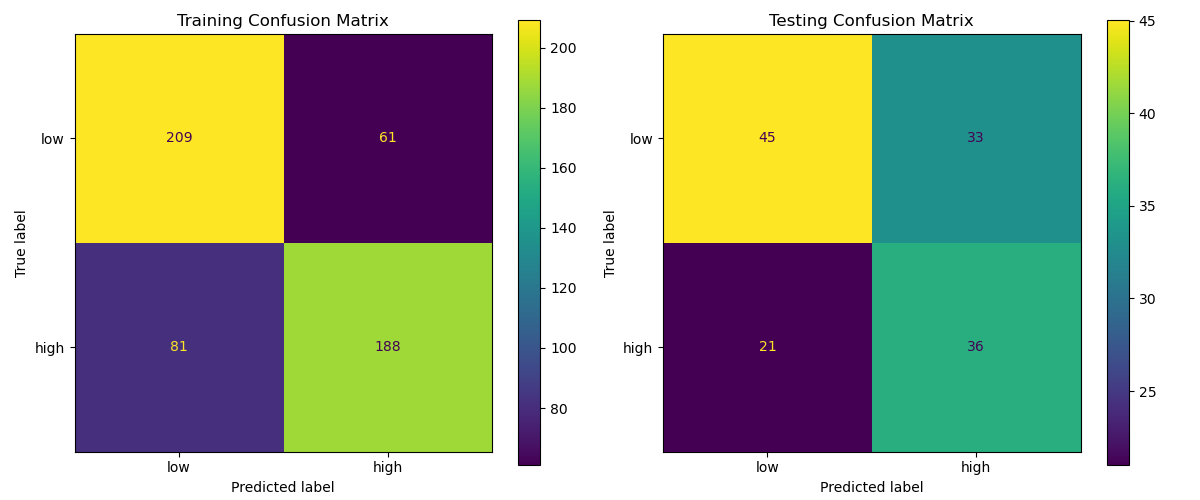 Training Confusion Matrix
True label
low
high
209
61
81
188
low
high
Predicted label
200
180
160
140
120
100
80
Testing Confusion Matrix
True label
low
high
45
33
21
36
low
high
Predicted label
45
40
35
30
25